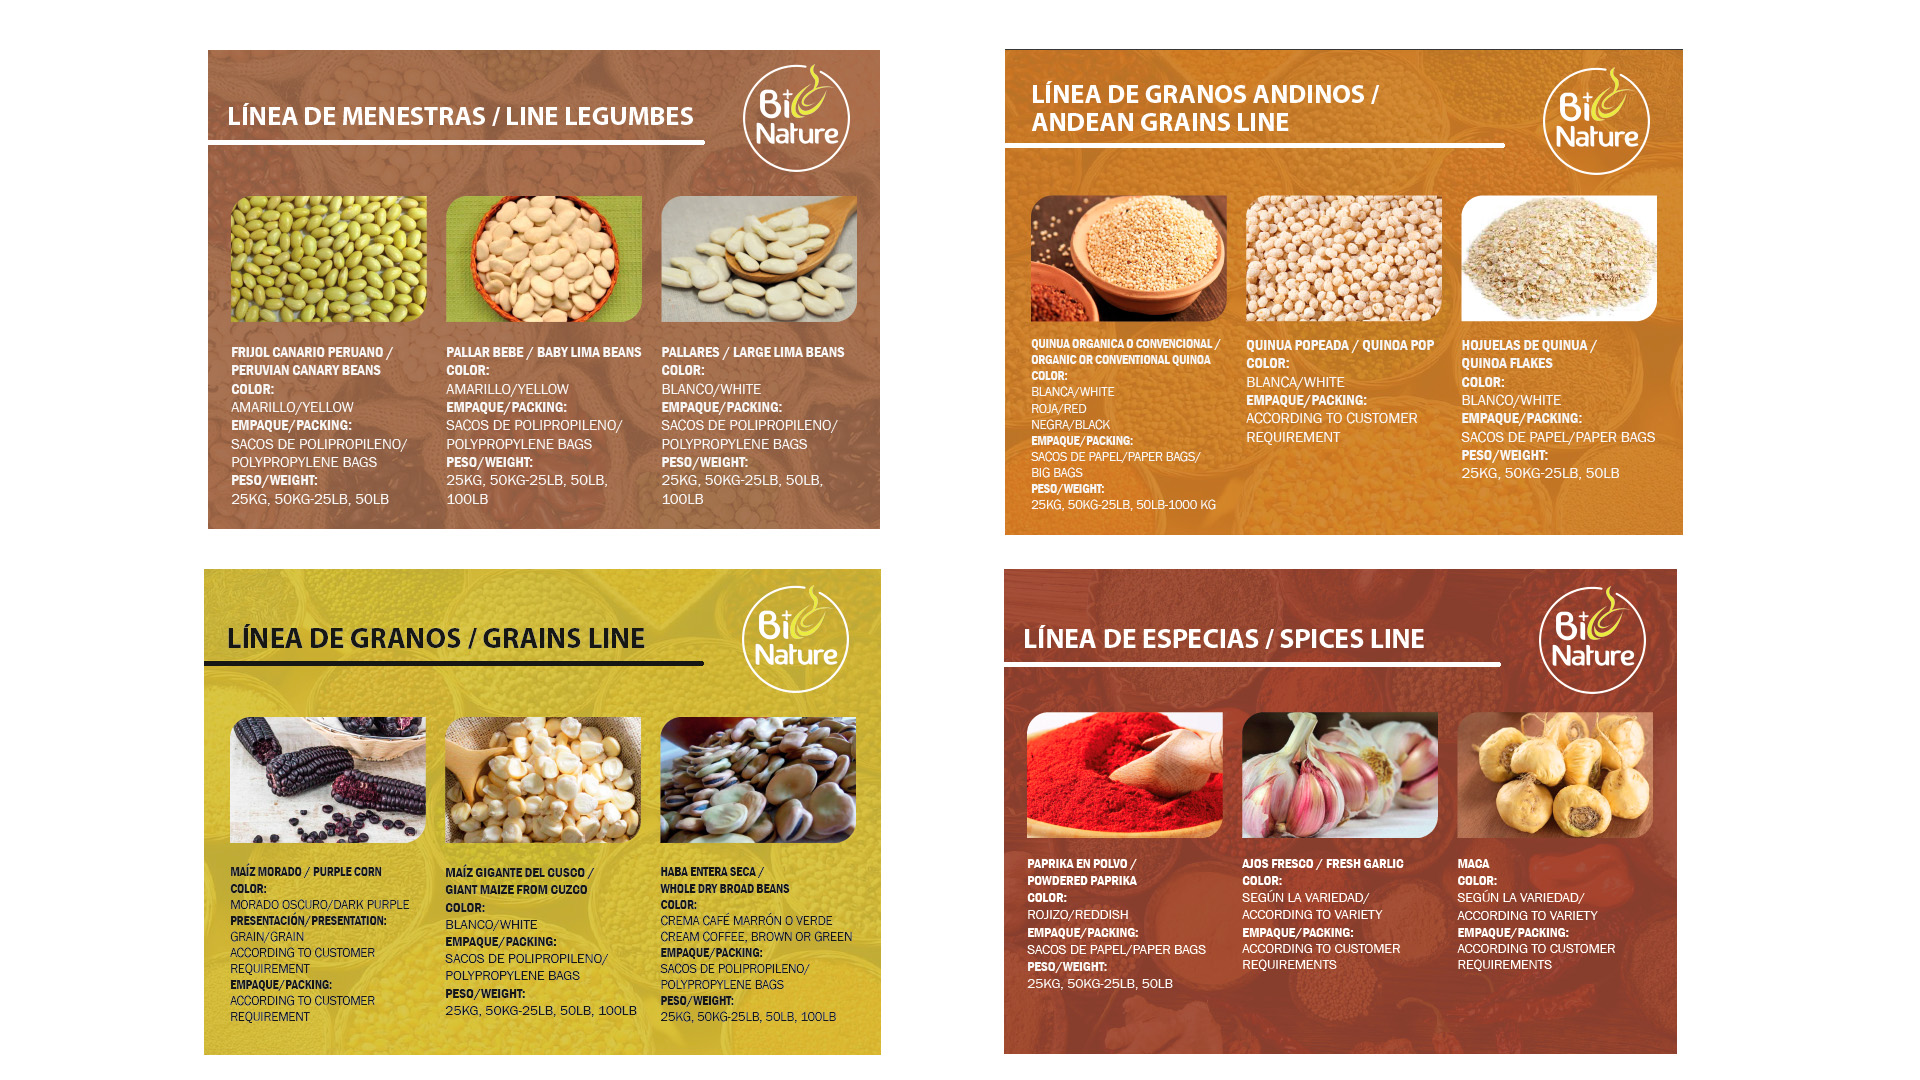 LÍNEA DE MENESTRAS / LINE LEGUMBES
Bi+
Nature
FRIJOL CANARIO PERUANO /
PERUVIAN CANARY BEANS
COLOR:
AMARILLO/YELLOW
EMPAQUE/PACKING:
SACOS DE POLIPROPILENO/
POLYPROPYLENE BAGS
PESO/WEIGHT:
25KG, 50KG-25LB, 50LB
PALLAR BEBE / BABY LIMA BEANS
COLOR:
AMARILLO/YELLOW
EMPAQUE/PACKING:
SACOS DE POLIPROPILENO/
POLYPROPYLENE BAGS
PESO/WEIGHT:
25KG, 50KG-25LB, 50LB,
100LB
PALLARES / LARGE LIMA BEANS
COLOR:
BLANCO/WHITE
EMPAQUE/PACKING:
SACOS DE POLIPROPILENO/
POLYPROPYLENE BAGS
PESO/WEIGHT:
25KG, 50KG-25LB, 50LB,
100LB
LÍNEA DE GRANOS ANDINOS /
ANDEAN GRAINS LINE
Bi+
Nature
QUINUA ORGANICA O CONVENCIONAL /
ORGANIC OR CONVENTIONAL QUINOA
COLOR:
BLANCA/WHITE
ROJA/RED
NEGRA/BLACK
EMPAQUE/PACKING:
SACOS DE PAPEL/PAPER BAGS/
BIG BAGS
PESO/WEIGHT:
25KG, 50KG-25LB, 50LB-1000 KG
QUINUA POPEADA / QUINOA POP
COLOR:
BLANCA/WHITE
EMPAQUE/PACKING:
ACCORDING TO CUSTOMER
REQUIREMENT
HOJUELAS DE QUINUA /
QUINUA FLAKES
COLOR:
BLANCO/WHITE
EMPAQUE/PACKING:
SACOS DE PAPEL/PAPER BAGS
PESO/WEIGHT:
25KG, 50KG-25LB, 50LB
LÍNEA DE GRANOS / GRAINS LINE
Bi+
Nature
MAÍZ MORADO / PURPLE CORN
COLOR:
MORADO OSCURO/DARK PURPLE
PRESENTACIÓN/PRESENTATION:
GRAIN/GRAIN
ACCORDING TO CUSTOMER
REQUIREMENT
EMPAQUE/PACKING:
ACCORDING TO CUSTOMER
REQUIREMENT
MAÍZ GIGANTE DEL CUSCO /
GIANT MAIZE FROM CUZCO
COLOR:
BLANCO/WHITE
EMPAQUE/PACKING:
SACOS DE POLIPROPILENO/
POLYPROPYLENE BAGS
PESO/WEIGHT:
25KG, 50KG-25LB, 50LB, 100LB
HABA ENTERA SECA /
WHOLE DRY BROAD BEANS
COLOR:
CREMA CAFÉ MARRÓN O VERDE
CREAM COFFEE, BROWN OR GREEN
EMPAQUE/PACKING:
SACOS DE POLIPROPILENO/
POLYPROPYLENE BAGS
PESO/WEIGHT:
25KG, 50KG-25LB, 50LB, 100LB
LÍNEA DE ESPECIAS / SPICES LINE
Bi+
Nature
PAPRIKA EN POLVO /
POWDERED PAPRIKA
COLOR:
ROJIZO/REDDISH
EMPAQUE/PACKING:
SACOS DE PAPEL/PAPER BAGS
PESO/WEIGHT:
25KG, 50KG-25LB, 50LB
AJOS FRESCO / FRESH GARLIC
COLOR:
SEGÚN LA VARIEDAD/
ACCORDING TO VARIETY
EMPAQUE/PACKING:
ACCORDING TO CUSTOMER
REQUIREMENTS
MACA
COLOR:
SEGÚN LA VARIEDAD/
ACCORDING TO VARIETY
EMPAQUE/PACKING:
ACCORDING TO CUSTOMER
REQUIREMENTS